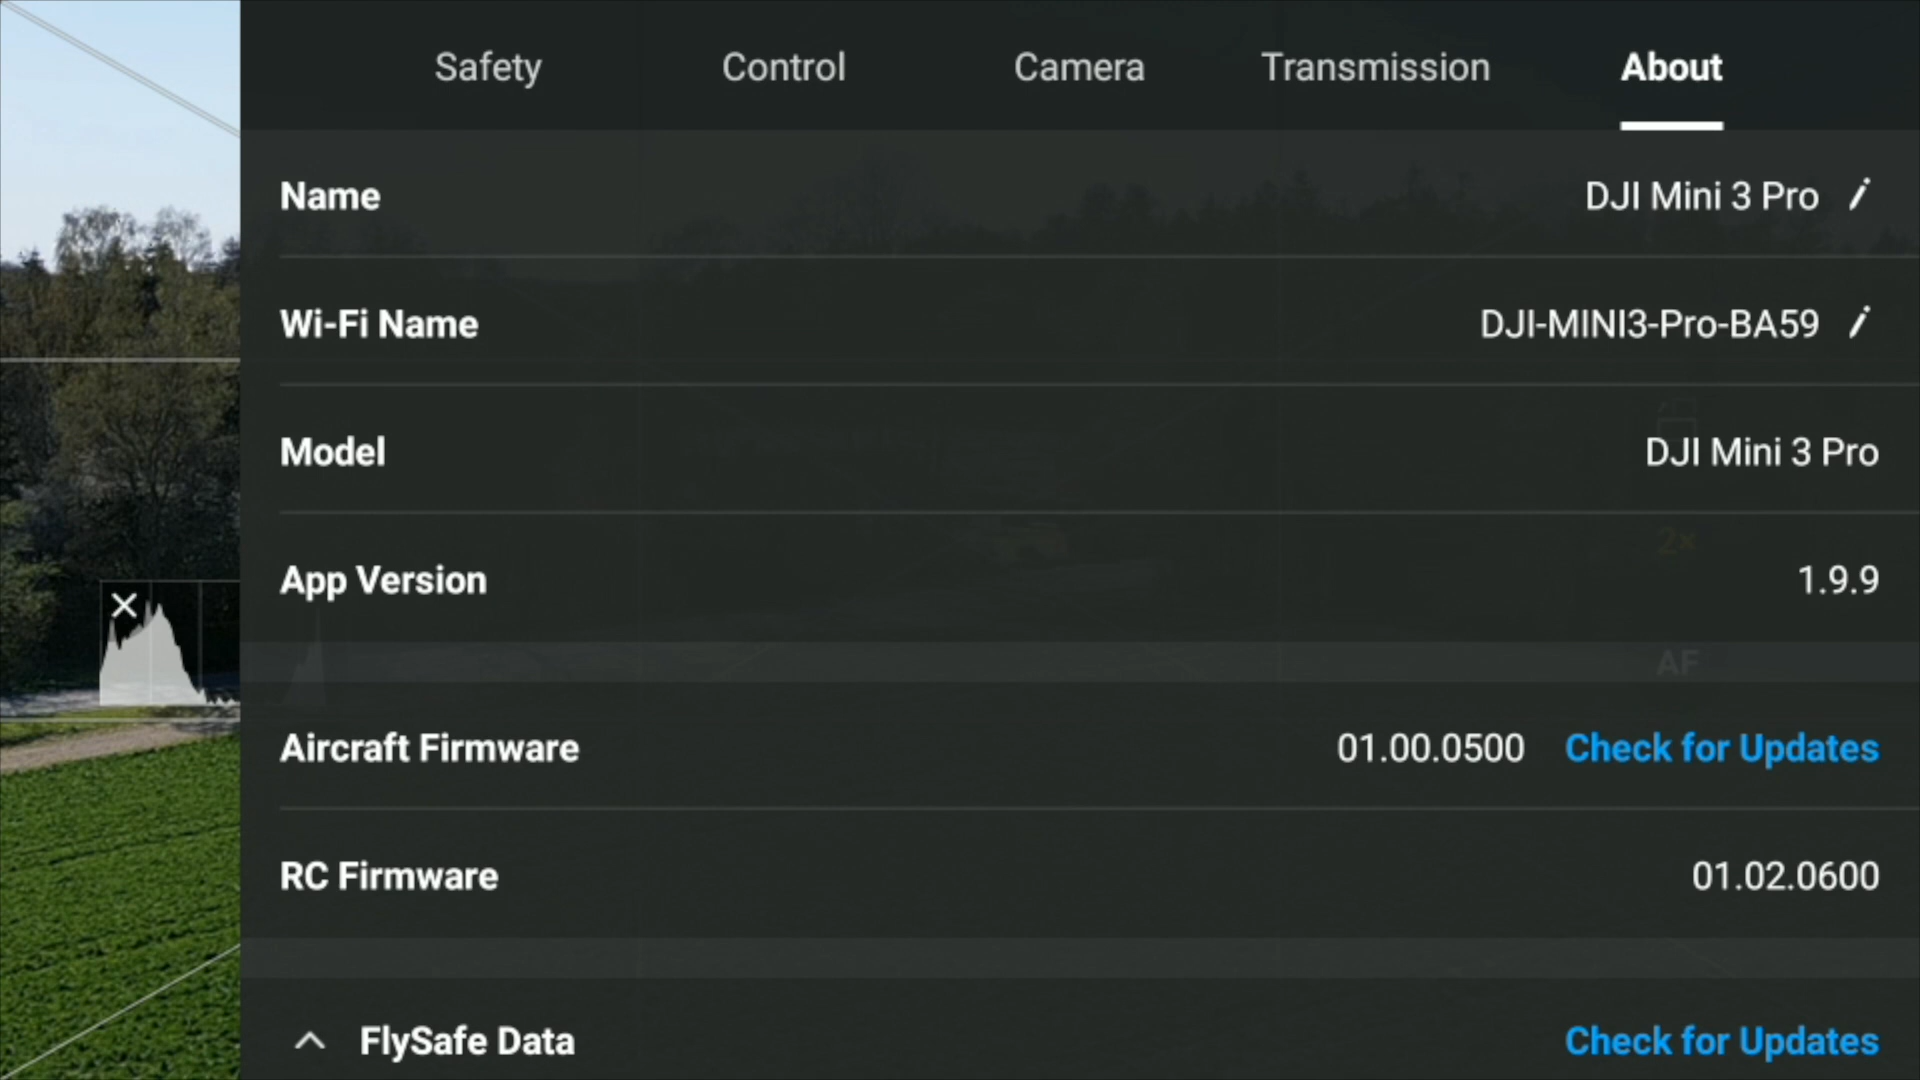 Safety Control Camera Transmission About
Name DJI Mini 3 Pro
Wi-Fi Name DJI-MINI3-Pro-BA59
Model DJI Mini 3 Pro
2×
App Version 1.9.9
AF
Aircraft Firmware 01.00.0500 Check for Updates
RC Firmware 01.02.0600
FlySafe Data Check for Updates